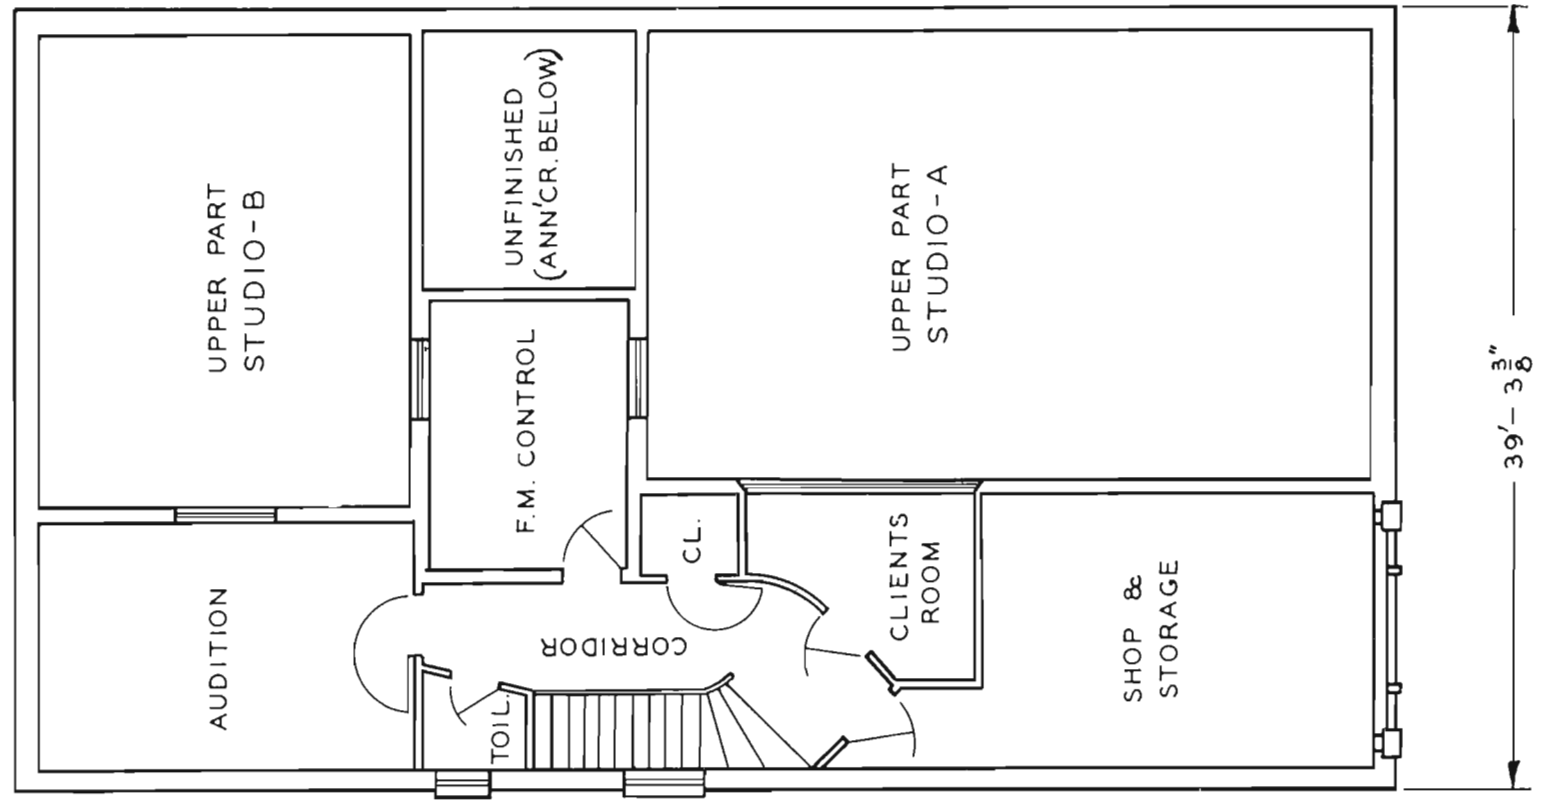 UPPER PART
STUDIO-B
UNFINISHED
(ANN'CR. BELOW)
UPPER PART
STUDIO-A
F.M. CONTROL
CL.
CLIENTS
ROOM
SHOP &
STORAGE
AUDITION
CORRIDOR
TOIL.
39'-3 3/8"